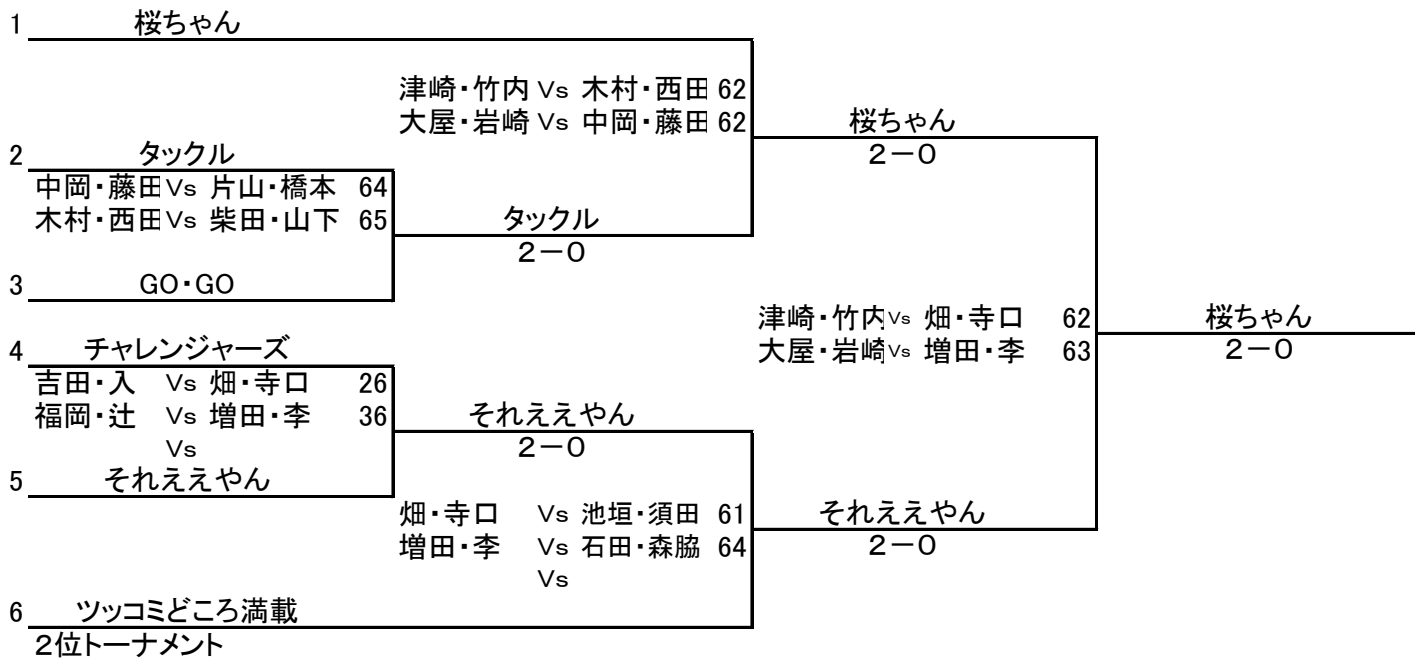 1 桜ちゃん
津崎・竹内 Vs 木村・西田 62
大屋・岩崎 Vs 中岡・藤田 62
桜ちゃん
2－0
2 タックル
中岡・藤田 Vs 片山・橋本 64
木村・西田 Vs 柴田・山下 65
タックル
2－0
3 GO・GO
津崎・竹内 Vs 畑・寺口 62
大屋・岩崎 Vs 増田・李 63
桜ちゃん
2－0
4 チャレンジャーズ
吉田・入 Vs 畑・寺口 26
福岡・辻 Vs 増田・李 36
Vs
それええやん
2－0
5 それええやん
畑・寺口 Vs 池垣・須田 61
増田・李 Vs 石田・森脇 64
Vs
それええやん
2－0
6 ツッコミどころ満載
2位トーナメント